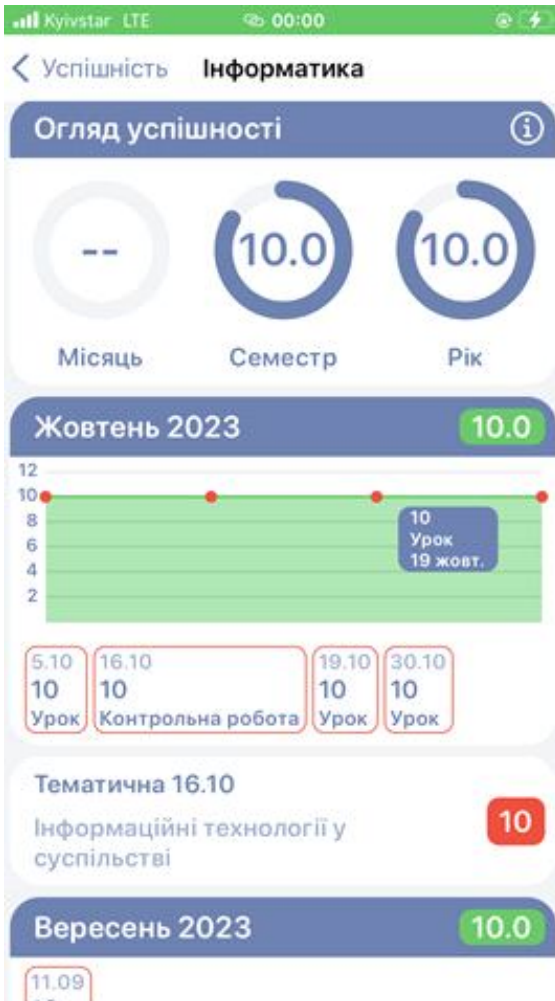 Kyivstar LTE 00:00
Успішність Інформатика
Огляд успішності
-- 10.0 10.0
Місяць Семестр Рік
Жовтень 2023 10.0
12
10
8
6
4
2
10
Урок
19 жовт.
5.10 16.10 19.10 30.10
10 10 10 10
Урок Контрольна робота Урок Урок
Тематична 16.10
Інформаційні технології у
суспільстві
10
Вересень 2023 10.0
11.09